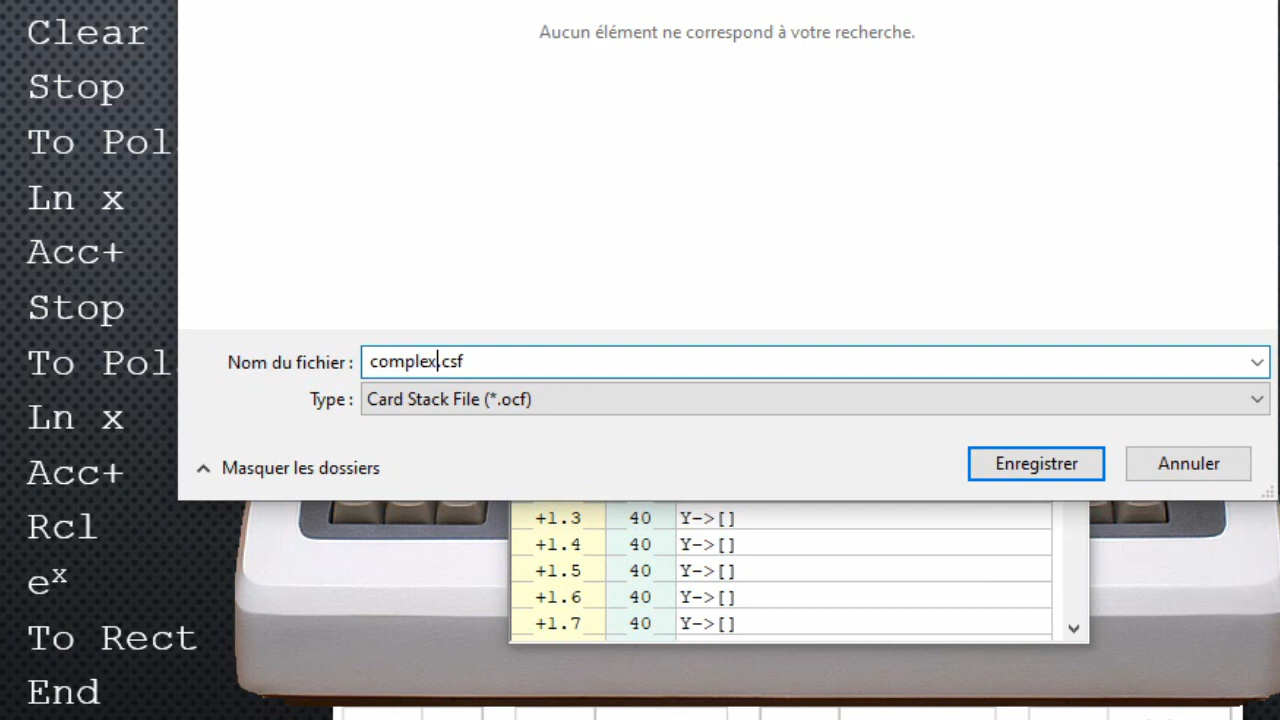 Clear
Stop
To Pol
Ln x
Acc+
Stop
To Pol
Ln x
Acc+
Rcl
eˣ
To Rect
End
Aucun élément ne correspond à votre recherche.
Nom du fichier : complex.csf
Type : Card Stack File (*.ocf)
Masquer les dossiers
Enregistrer Annuler
+1.3 40 Y->[]
+1.4 40 Y->[]
+1.5 40 Y->[]
+1.6 40 Y->[]
+1.7 40 Y->[]